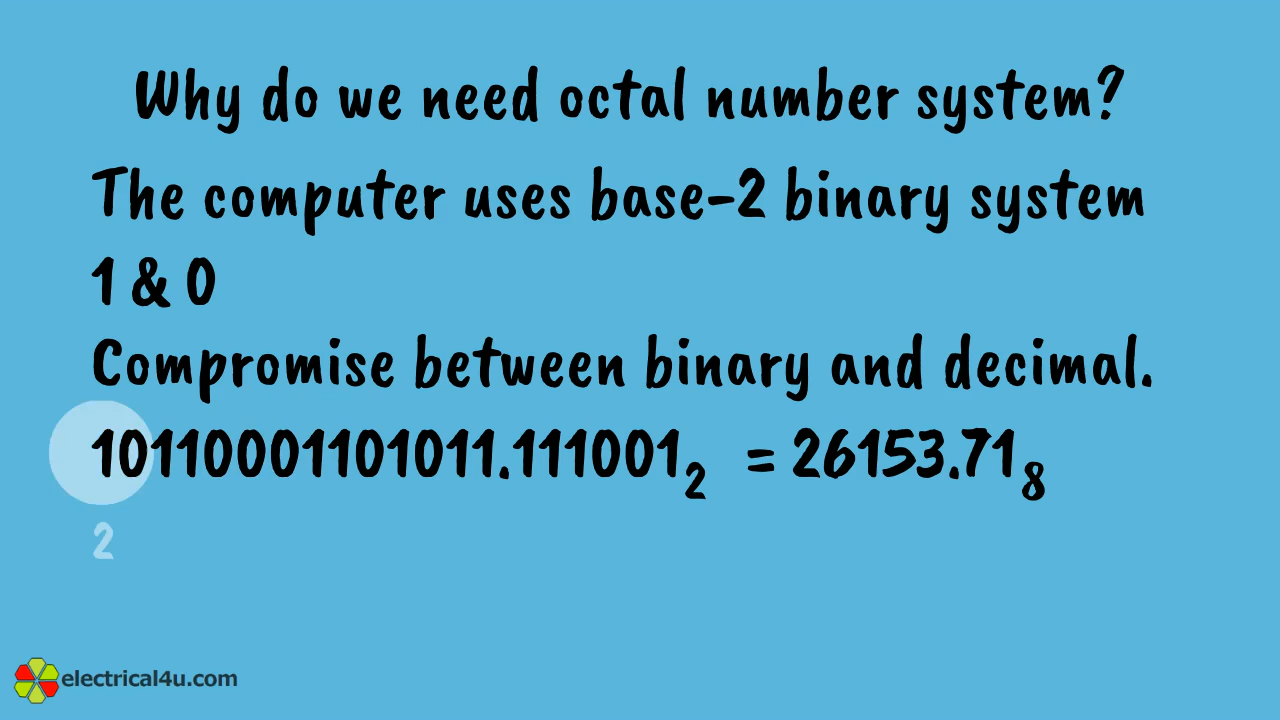 Why do we need octal number system?
The computer uses base-2 binary system
1 & 0
Compromise between binary and decimal.
10110001101011.111001₂ = 26153.71₈
2
electrical4u.com